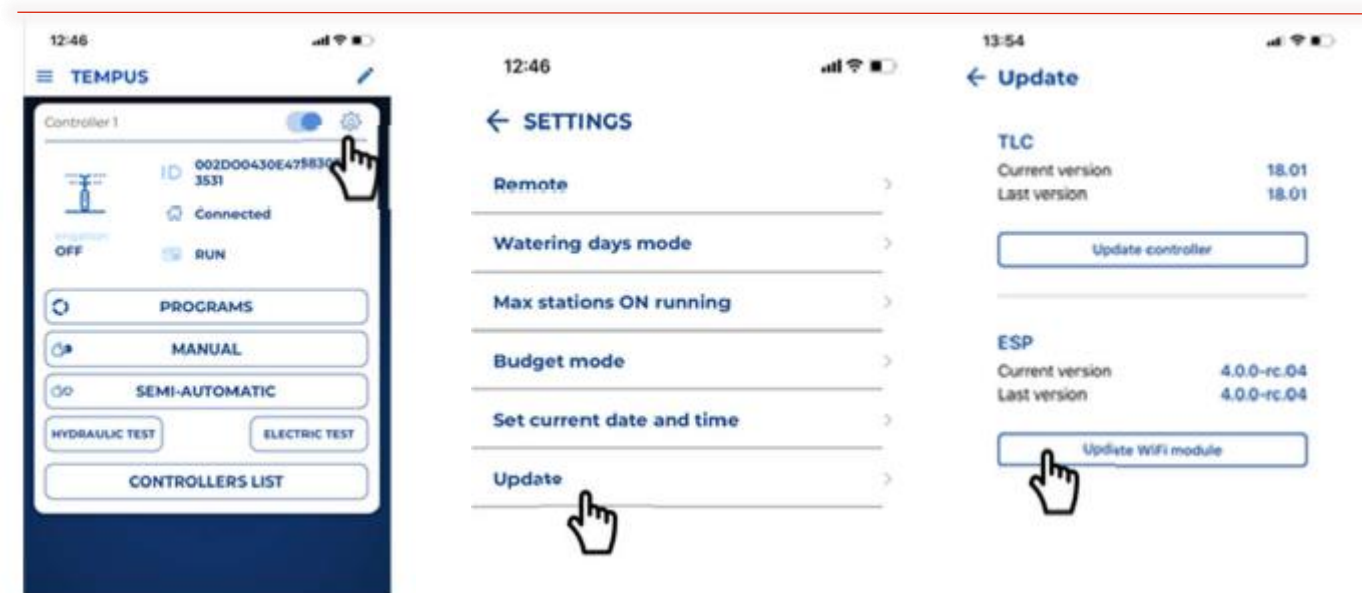 12:46
TEMPUS
Controller 1
ID
3531
Connected
OFF
RUN
PROGRAMS
MANUAL
SEMI-AUTOMATIC
HYDRAULIC TEST
ELECTRIC TEST
CONTROLLERS LIST
12:46
← SETTINGS
Remote
Watering days mode
Max stations ON running
Budget mode
Set current date and time
Update
13:54
← Update
TLC
Current version 18.01
Last version 18.01
Update controller
ESP
Current version 4.0.0-rc.04
Last version 4.0.0-rc.04
Update WiFi module